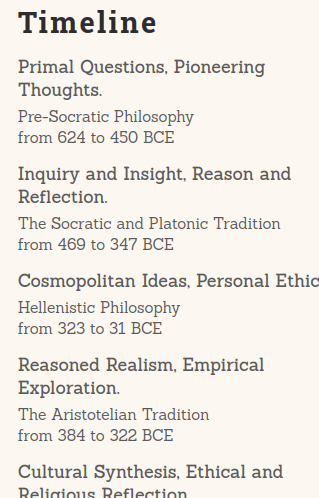 Timeline
Primal Questions, Pioneering
Thoughts.
Pre-Socratic Philosophy
from 624 to 450 BCE
Inquiry and Insight, Reason and
Reflection.
The Socratic and Platonic Tradition
from 469 to 347 BCE
Cosmopolitan Ideas, Personal Ethic
Hellenistic Philosophy
from 323 to 31 BCE
Reasoned Realism, Empirical
Exploration.
The Aristotelian Tradition
from 384 to 322 BCE
Cultural Synthesis, Ethical and
Religious Reflection.